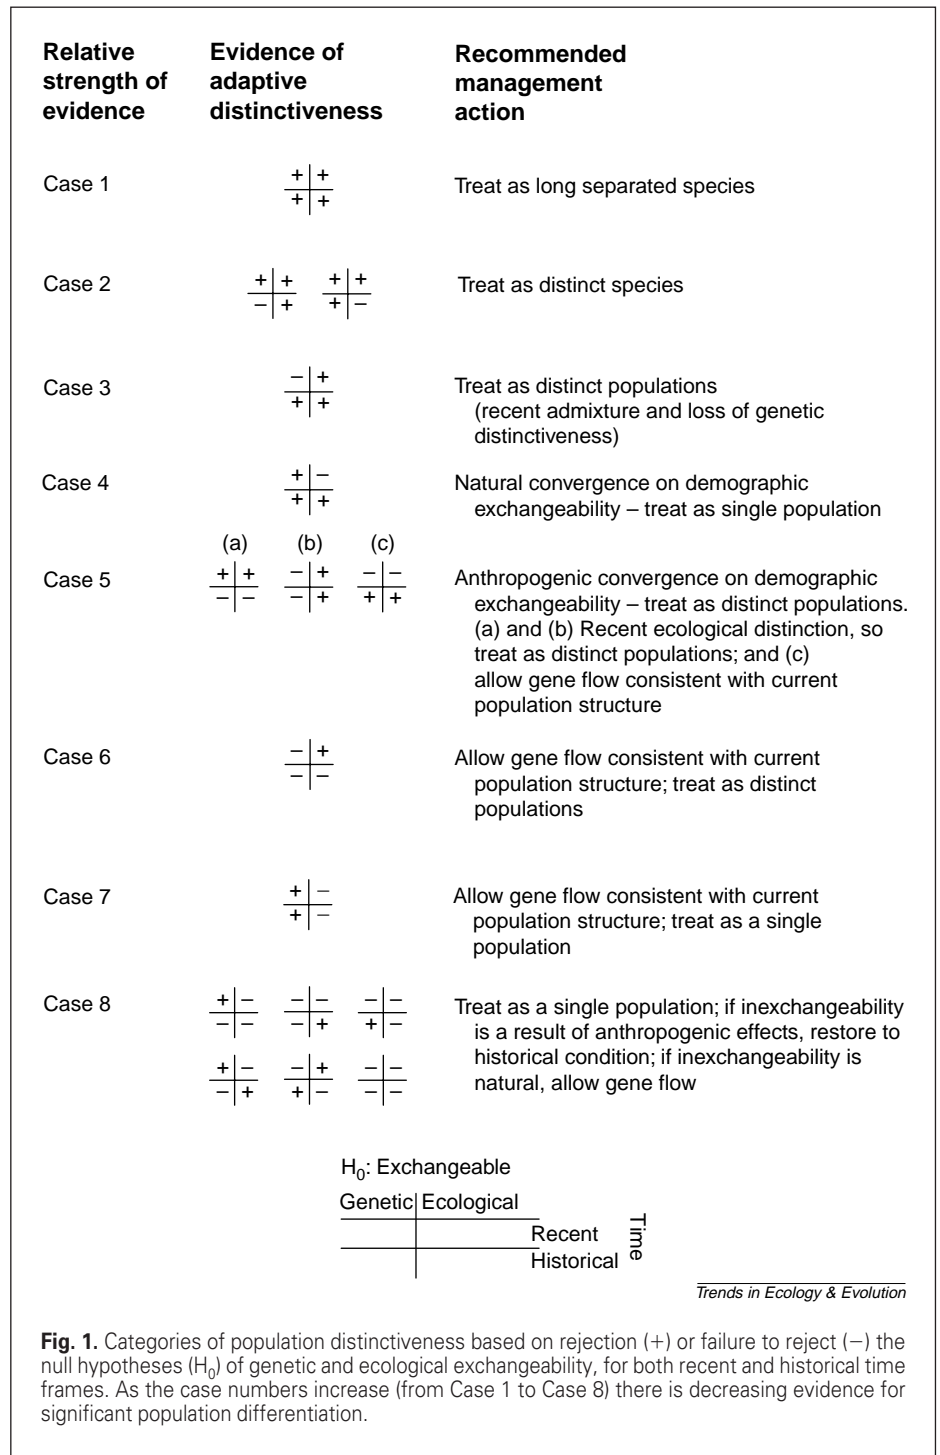 Relative strength of evidence
Evidence of adaptive distinctiveness
Recommended management action
Case 1
+ +
+ +
Treat as long separated species
Case 2
+ + + +
− + + −
Treat as distinct species
Case 3
− +
+ +
Treat as distinct populations
(recent admixture and loss of genetic
distinctiveness)
Case 4
+ −
+ +
Natural convergence on demographic
exchangeability – treat as single population
(a) (b) (c)
Case 5
+ + − + − −
− − − + + +
Anthropogenic convergence on demographic
exchangeability – treat as distinct populations.
(a) and (b) Recent ecological distinction, so
treat as distinct populations; and (c)
allow gene flow consistent with current
population structure
Case 6
− +
− −
Allow gene flow consistent with current
population structure; treat as distinct
populations
Case 7
+ −
+ −
Allow gene flow consistent with current
population structure; treat as a single
population
Case 8
+ − − − − −
− − − + + −
+ − − + − −
− + + − − −
Treat as a single population; if inexchangeability
is a result of anthropogenic effects, restore to
historical condition; if inexchangeability is
natural, allow gene flow
H0: Exchangeable
Genetic Ecological
Recent
Historical
Time
Trends in Ecology & Evolution
Fig. 1. Categories of population distinctiveness based on rejection (+) or failure to reject (−) the
null hypotheses (H0) of genetic and ecological exchangeability, for both recent and historical time
frames. As the case numbers increase (from Case 1 to Case 8) there is decreasing evidence for
significant population differentiation.